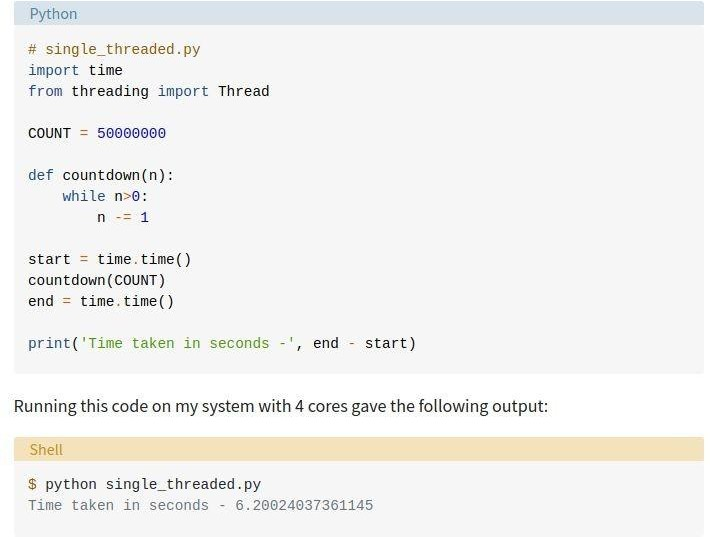 Python
# single_threaded.py
import time
from threading import Thread
COUNT = 50000000
def countdown(n):
    while n>0:
        n -= 1
start = time.time()
countdown(COUNT)
end = time.time()
print('Time taken in seconds -', end - start)
Running this code on my system with 4 cores gave the following output:
Shell
$ python single_threaded.py
Time taken in seconds - 6.20024037361145